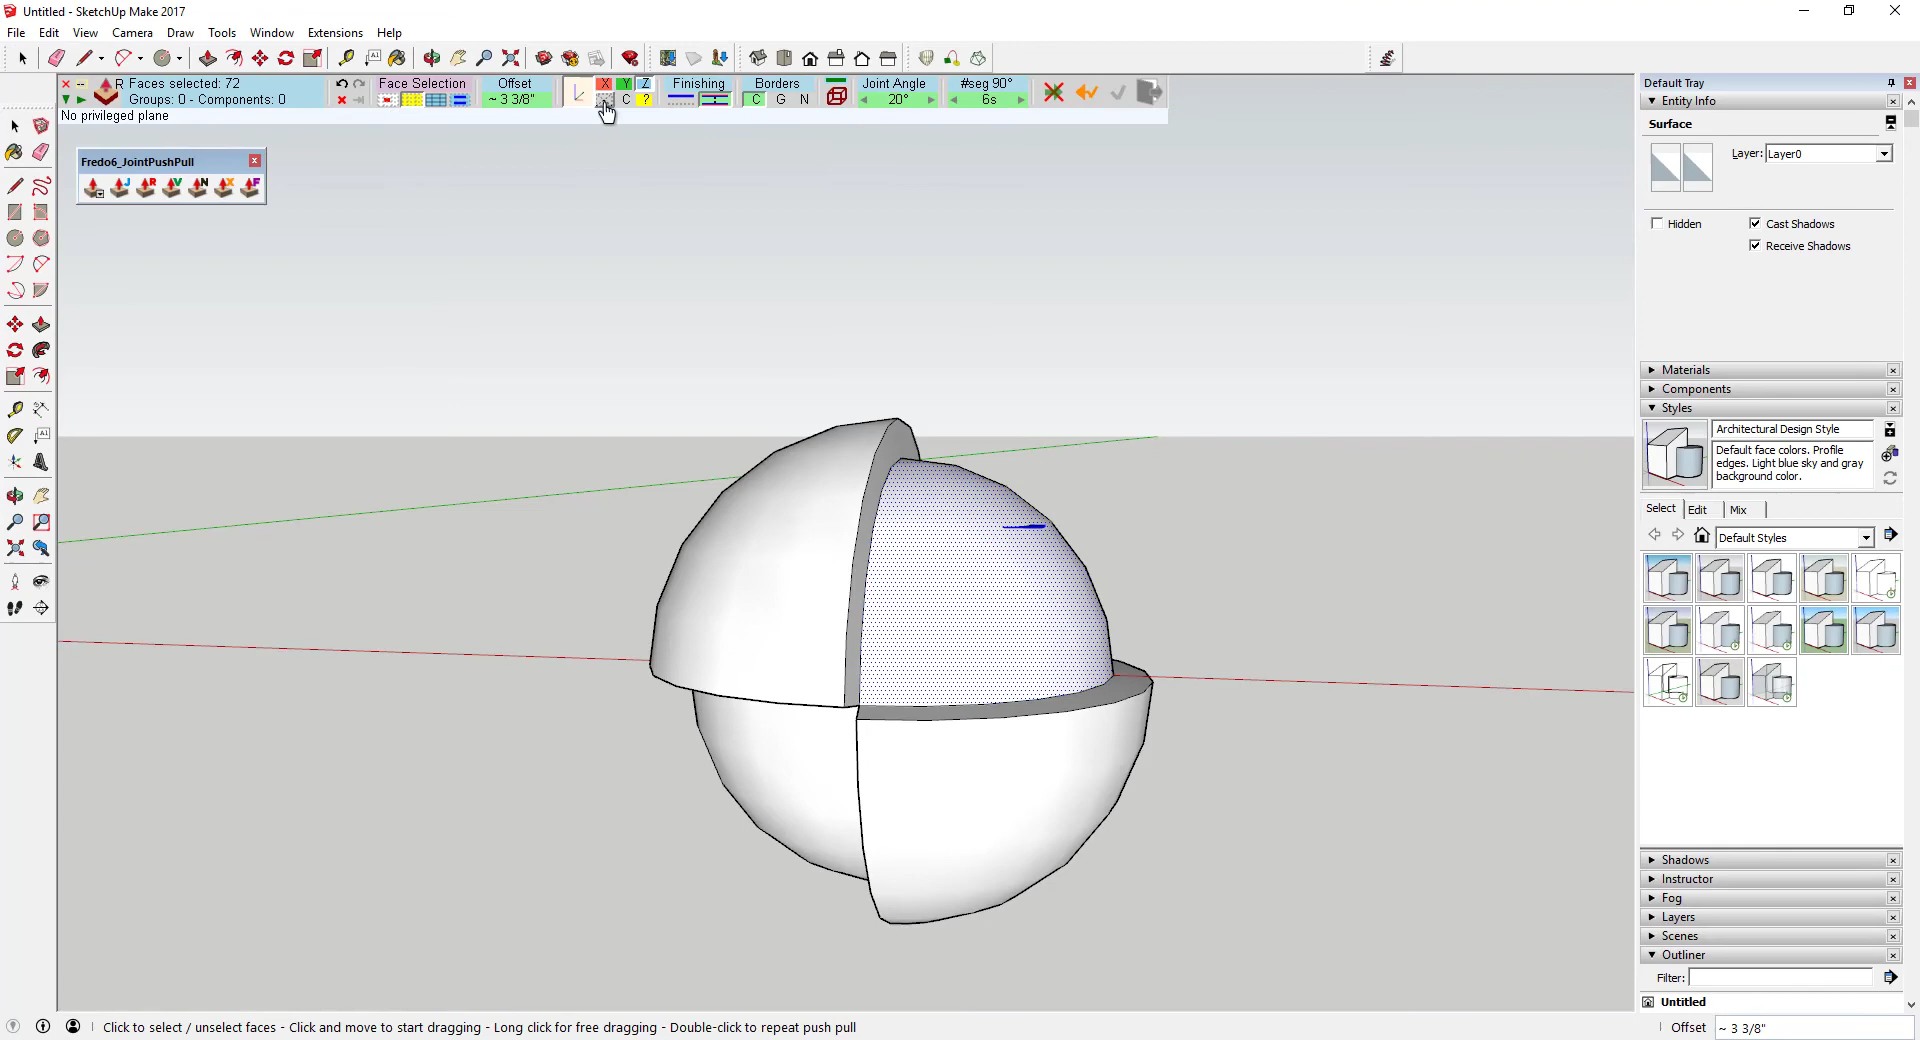 Untitled - SketchUp Make 2017
File Edit View Camera Draw Tools Window Extensions Help
R Faces selected: 72
Groups: 0 - Components: 0
Face Selection
Offset
~ 3 3/8"
X Y Z
C ?
Finishing
Borders
C G N
Joint Angle
20°
#seg 90°
6s
No privileged plane
Fredo6_JointPushPull
J R V N X F
Default Tray
Entity Info
Surface
Layer: Layer0
Hidden
Cast Shadows
Receive Shadows
Materials
Components
Styles
Architectural Design Style
Default face colors. Profile
edges. Light blue sky and gray
background color.
Select Edit Mix
Default Styles
Shadows
Instructor
Fog
Layers
Scenes
Outliner
Filter:
Untitled
Click to select / unselect faces - Click and move to start dragging - Long click for free dragging - Double-click to repeat push pull
Offset ~ 3 3/8"